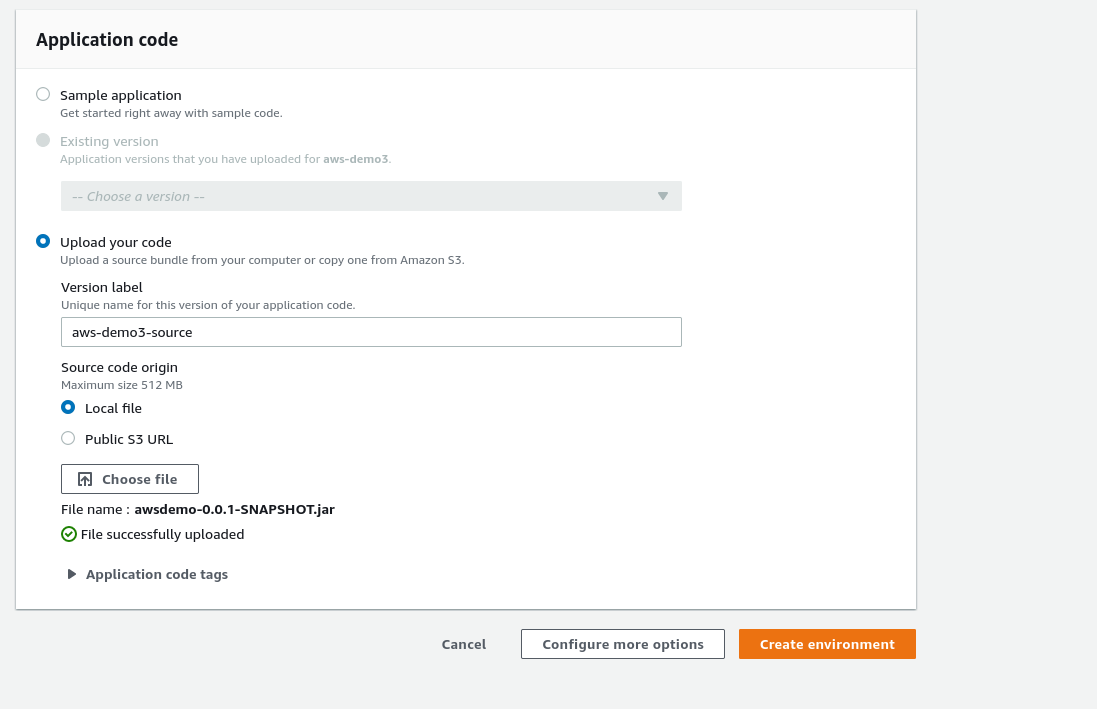 Application code
Sample application
Get started right away with sample code.
Existing version
Application versions that you have uploaded for aws-demo3.
-- Choose a version --
Upload your code
Upload a source bundle from your computer or copy one from Amazon S3.
Version label
Unique name for this version of your application code.
aws-demo3-source
Source code origin
Maximum size 512 MB
Local file
Public S3 URL
Choose file
File name : awsdemo-0.0.1-SNAPSHOT.jar
File successfully uploaded
Application code tags
Cancel
Configure more options
Create environment